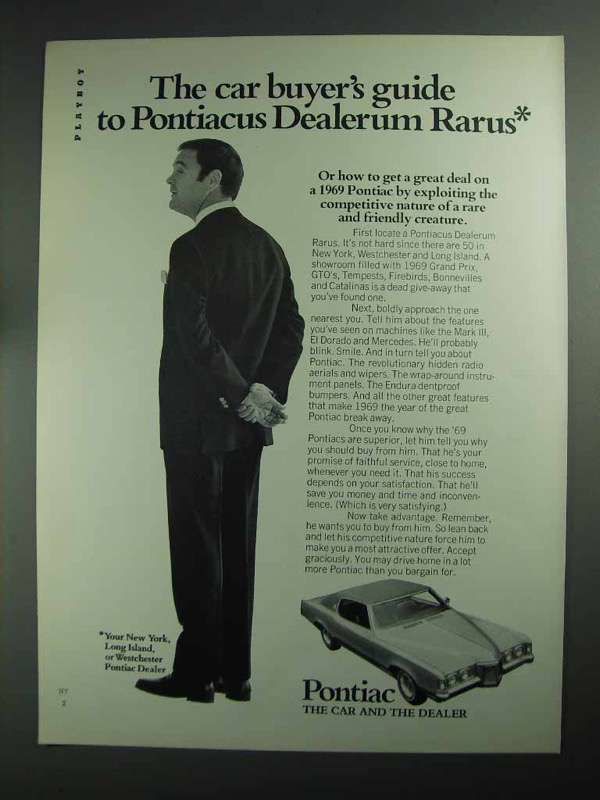 PLAYBOY
The car buyer's guide
to Pontiacus Dealerum Rarus*
Or how to get a great deal on
a 1969 Pontiac by exploiting the
competitive nature of a rare
and friendly creature.
First locate a Pontiacus Dealerum
Rarus. It's not hard since there are 50 in
New York, Westchester and Long Island. A
showroom filled with 1969 Grand Prix,
GTO's, Tempests, Firebirds, Bonnevilles
and Catalinas is a dead give-away that
you've found one.
Next, boldly approach the one
nearest you. Tell him about the features
you've seen on machines like the Mark III,
El Dorado and Mercedes. He'll probably
blink. Smile. And in turn tell you about
Pontiac. The revolutionary hidden radio
aerials and wipers. The wrap-around instru-
ment panels. The Endura dentproof
bumpers. And all the other great features
that make 1969 the year of the great
Pontiac break away.
Once you know why the '69
Pontiacs are superior, let him tell you why
you should buy from him. That he's your
promise of faithful service, close to home,
whenever you need it. That his success
depends on your satisfaction. That he'll
save you money and time and inconven-
ience. (Which is very satisfying.)
Now take advantage. Remember,
he wants you to buy from him. So lean back
and let his competitive nature force him to
make you a most attractive offer. Accept
graciously. You may drive home in a lot
more Pontiac than you bargain for.
*Your New York,
Long Island,
or Westchester
Pontiac Dealer
NY
2
Pontiac
THE CAR AND THE DEALER